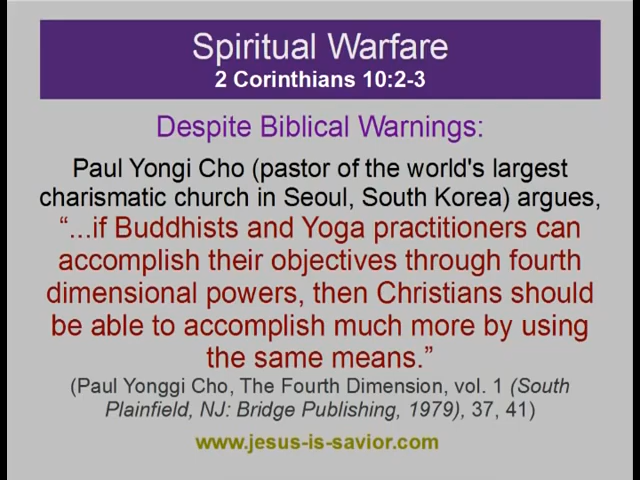 Spiritual Warfare
2 Corinthians 10:2-3
Despite Biblical Warnings:
Paul Yongi Cho (pastor of the world's largest
charismatic church in Seoul, South Korea) argues,
“...if Buddhists and Yoga practitioners can
accomplish their objectives through fourth
dimensional powers, then Christians should
be able to accomplish much more by using
the same means.”
(Paul Yonggi Cho, The Fourth Dimension, vol. 1 (South
Plainfield, NJ: Bridge Publishing, 1979), 37, 41)
www.jesus-is-savior.com